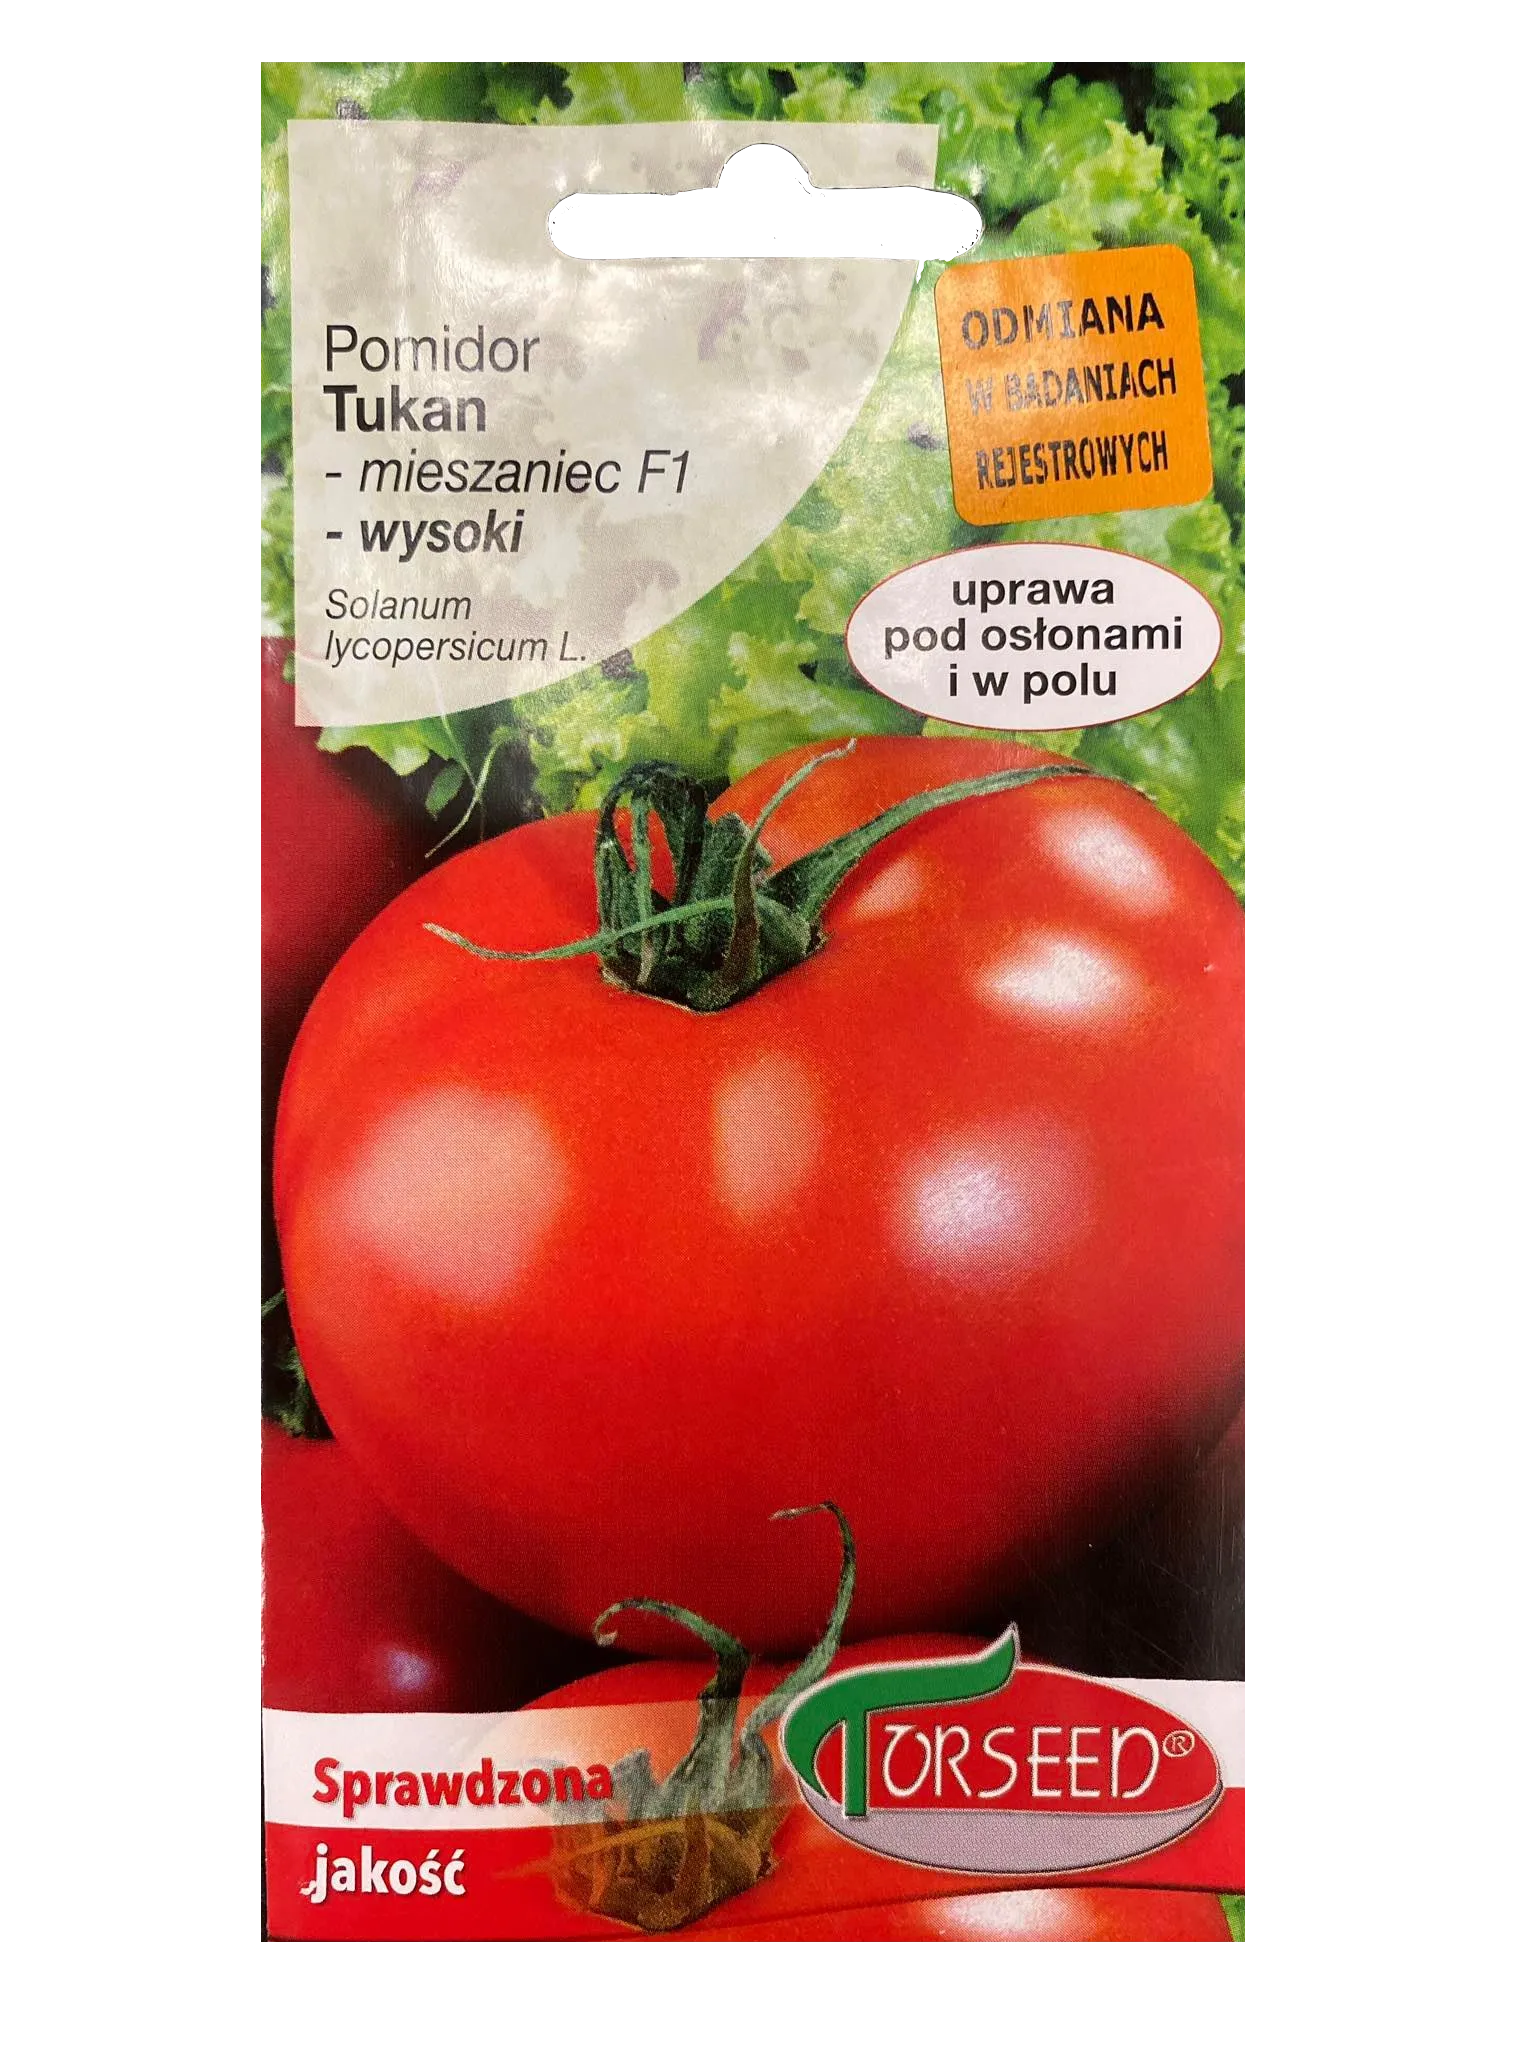 Pomidor
Tukan
- mieszaniec F1
- wysoki
Solanum
lycopersicum L.
ODMIANA
W BADANIACH
REJESTROWYCH
uprawa
pod osłonami
i w polu
Sprawdzona
jakość
TORSEED®